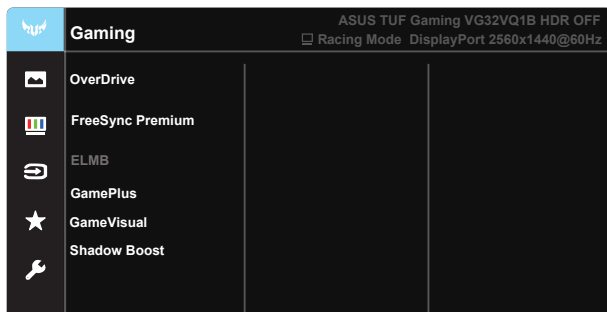 Gaming
ASUS TUF Gaming VG32VQ1B HDR OFF
Racing Mode DisplayPort 2560x1440@60Hz
OverDrive
FreeSync Premium
ELMB
GamePlus
GameVisual
Shadow Boost